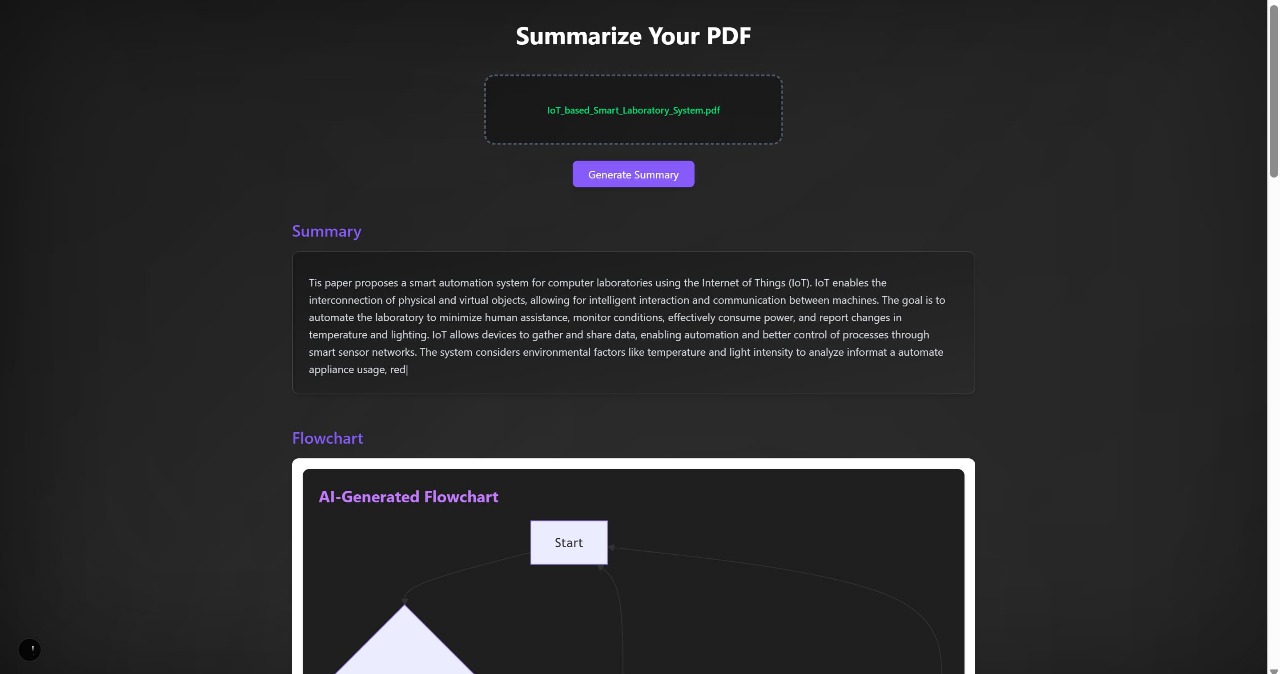 Summarize Your PDF
IoT_based_Smart_Laboratory_System.pdf
Generate Summary
Summary
Tis paper proposes a smart automation system for computer laboratories using the Internet of Things (IoT). IoT enables the
interconnection of physical and virtual objects, allowing for intelligent interaction and communication between machines. The goal is to
automate the laboratory to minimize human assistance, monitor conditions, effectively consume power, and report changes in
temperature and lighting. IoT allows devices to gather and share data, enabling automation and better control of processes through
smart sensor networks. The system considers environmental factors like temperature and light intensity to analyze informat a automate
appliance usage, red|
Flowchart
AI-Generated Flowchart
Start